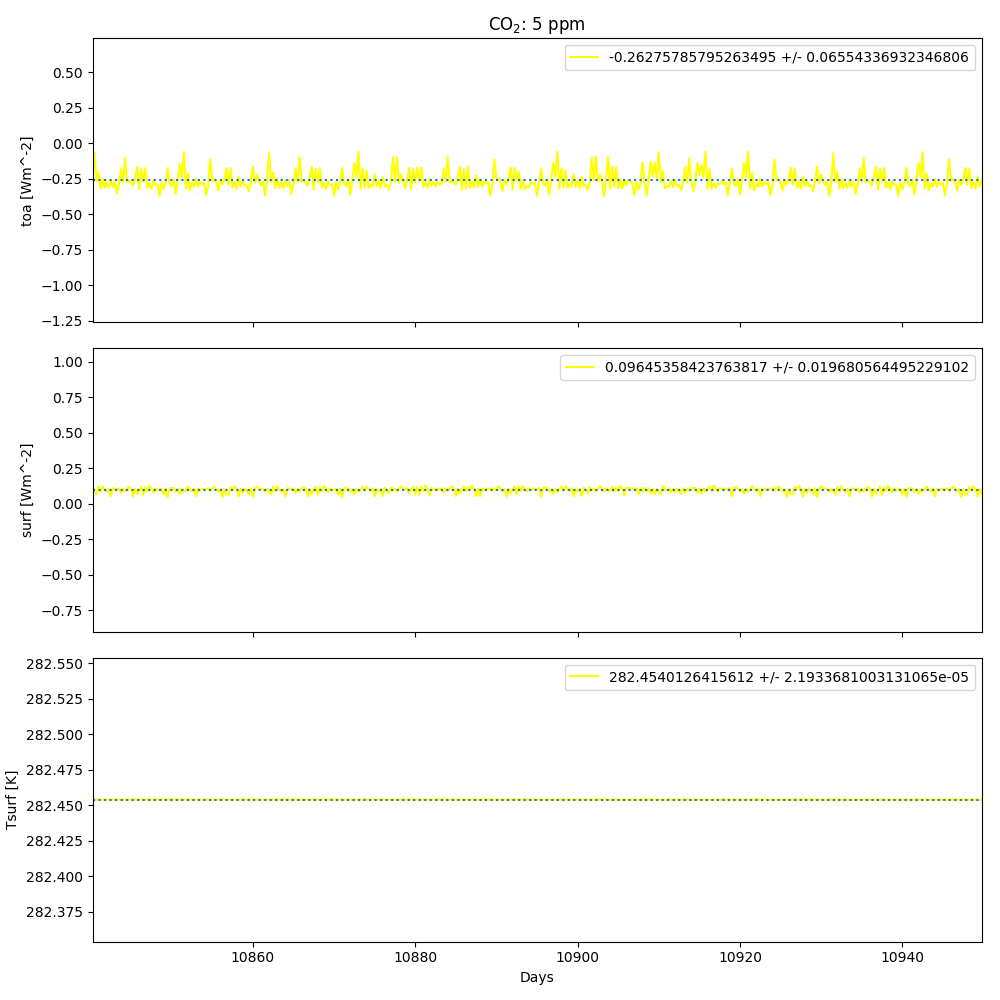 CO2: 5 ppm
toa [Wm^-2]
0.50
0.25
0.00
−0.25
−0.50
−0.75
−1.00
−1.25
-0.26275785795263495 +/- 0.06554336932346806
surf [Wm^-2]
1.00
0.75
0.50
0.25
0.00
−0.25
−0.50
−0.75
0.09645358423763817 +/- 0.019680564495229102
Tsurf [K]
282.550
282.525
282.500
282.475
282.450
282.425
282.400
282.375
282.4540126415612 +/- 2.1933681003131065e-05
10860 10880 10900 10920 10940
Days